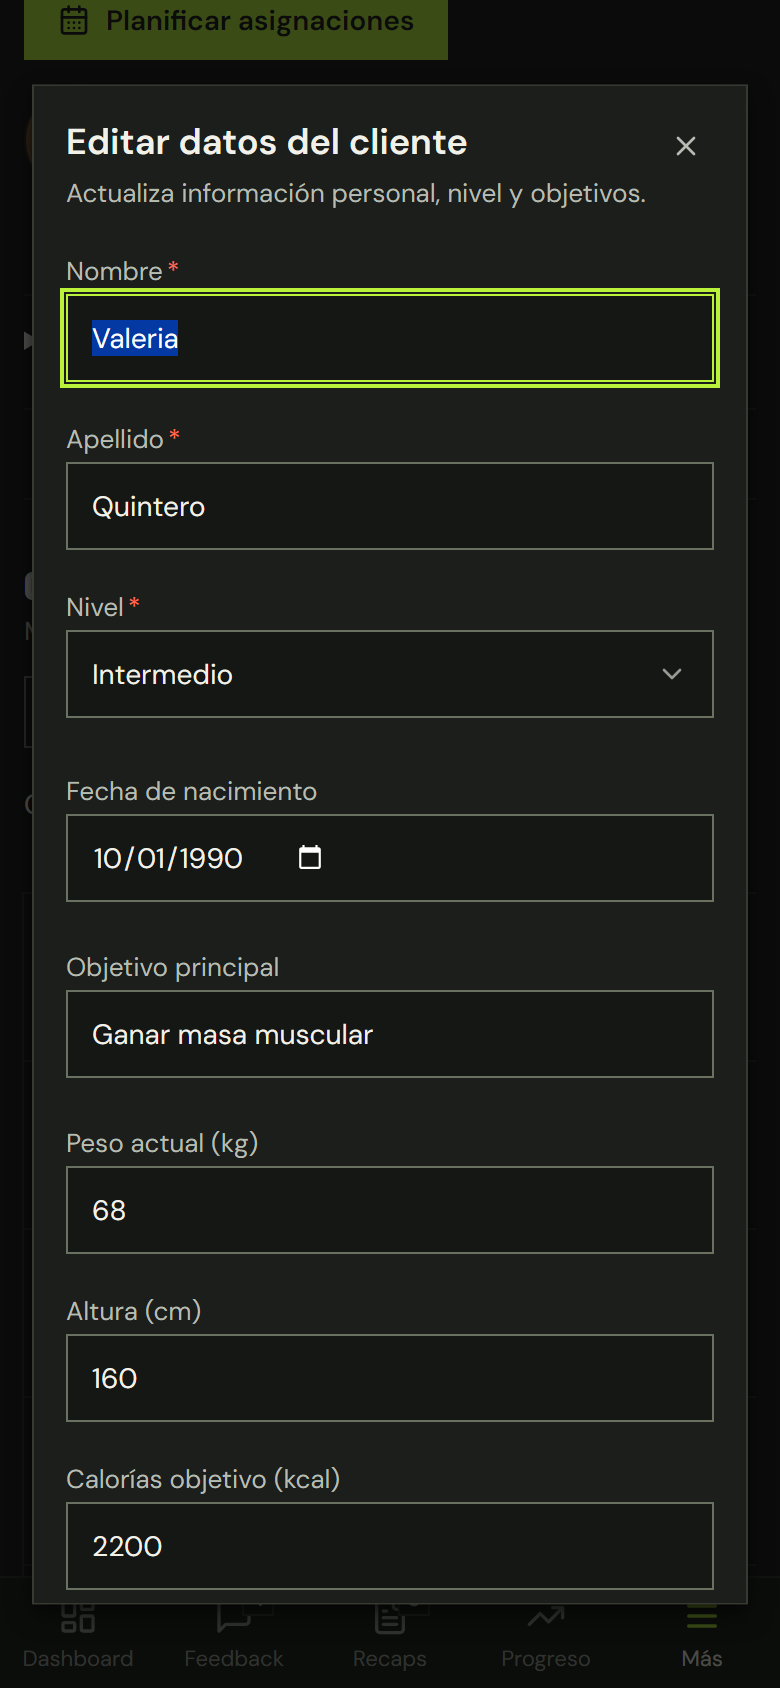 Planificar asignaciones
Editar datos del cliente
Actualiza información personal, nivel y objetivos.
Nombre *
Valeria
Apellido *
Quintero
Nivel *
Intermedio
Fecha de nacimiento
10/01/1990
Objetivo principal
Ganar masa muscular
Peso actual (kg)
68
Altura (cm)
160
Calorías objetivo (kcal)
2200
Dashboard Feedback Recaps Progreso Más